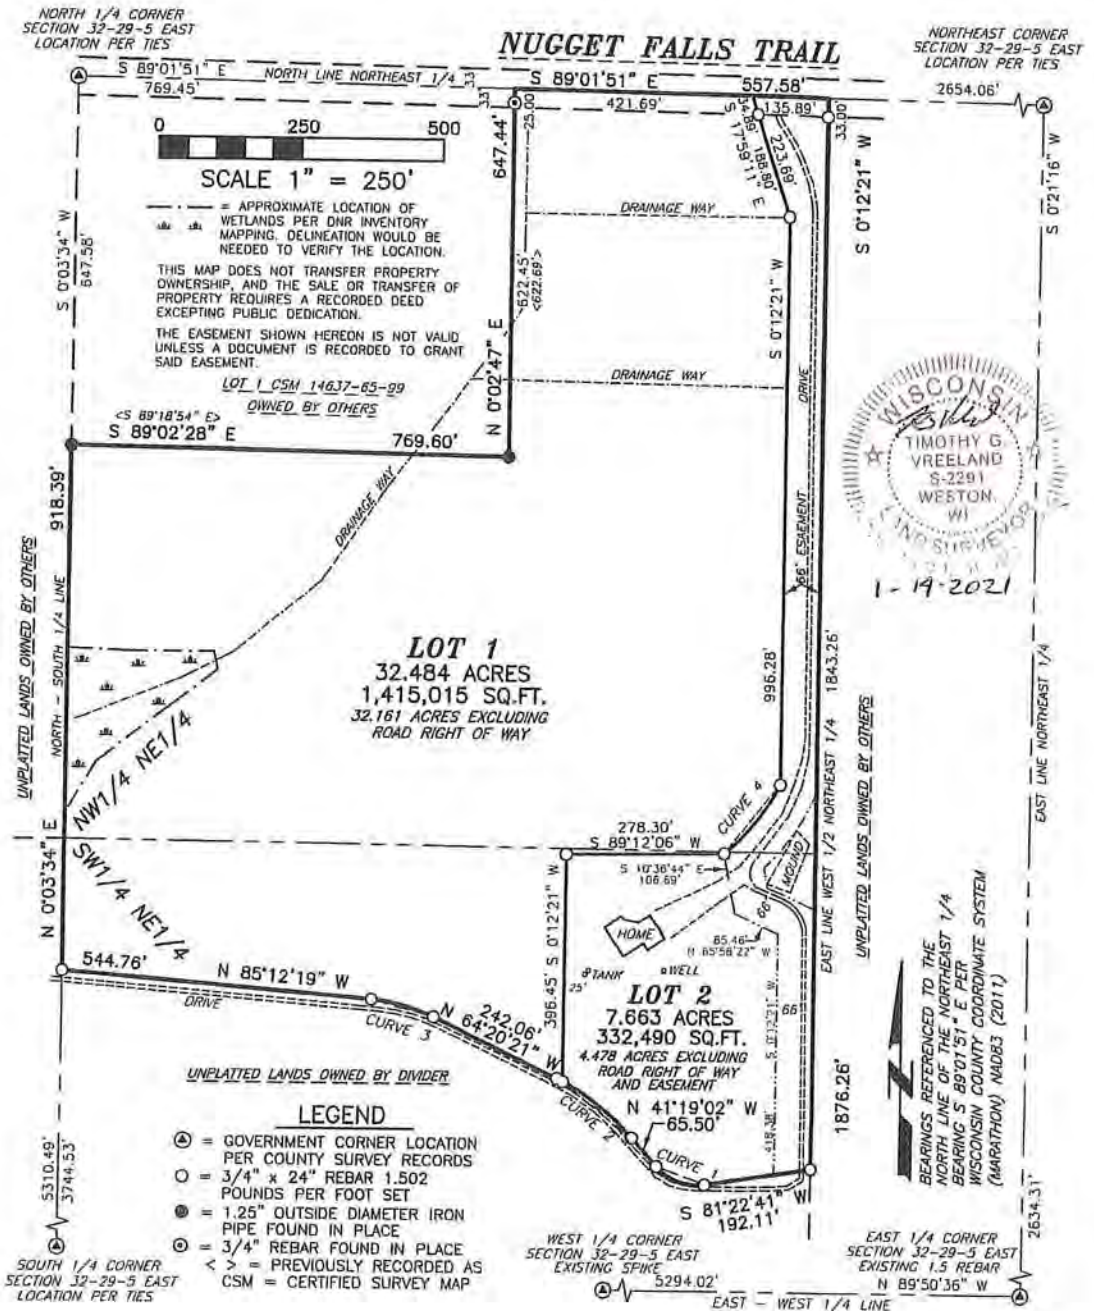 NORTH 1/4 CORNER
SECTION 32-29-5 EAST
LOCATION PER TIES
NUGGET FALLS TRAIL
NORTHEAST CORNER
SECTION 32-29-5 EAST
LOCATION PER TIES
S 89°01'51" E
769.45'
NORTH LINE NORTHEAST 1/4
33'
33'
S 89°01'51" E
557.58'
421.69'
135.89'
2654.06'
25.00'
33.00'
34.89'
S 17°59'11" E
188.80'
223.69'
0 250 500
SCALE 1" = 250'
= APPROXIMATE LOCATION OF
WETLANDS PER DNR INVENTORY
MAPPING. DELINEATION WOULD BE
NEEDED TO VERIFY THE LOCATION.
THIS MAP DOES NOT TRANSFER PROPERTY
OWNERSHIP, AND THE SALE OR TRANSFER OF
PROPERTY REQUIRES A RECORDED DEED
EXCEPTING PUBLIC DEDICATION.
THE EASEMENT SHOWN HEREON IS NOT VALID
UNLESS A DOCUMENT IS RECORDED TO GRANT
SAID EASEMENT.
LOT 1 CSM 14637-65-99
OWNED BY OTHERS
<S 89°18'54" E>
S 89°02'28" E
769.60'
S 0°03'34" W
647.58'
647.44'
N 0°02'47" E
622.45'
<622.69'>
DRAINAGE WAY
DRAINAGE WAY
DRAINAGE WAY
S 0°12'21" W
996.28'
DRIVE
66' ESAEMENT
S 0°12'21" W
1843.26'
S 0°21'16" W
EAST LINE NORTHEAST 1/4
WISCONSIN
TIMOTHY G.
VREELAND
S-2291
WESTON,
WI
LAND SURVEYOR
1-19-2021
918.39'
UNPLATTED LANDS OWNED BY OTHERS
NORTH - SOUTH 1/4 LINE
N 0°03'34" E
NW1/4 NE1/4
SW1/4 NE1/4
LOT 1
32.484 ACRES
1,415,015 SQ.FT.
32.161 ACRES EXCLUDING
ROAD RIGHT OF WAY
EAST LINE WEST 1/2 NORTHEAST 1/4
UNPLATTED LANDS OWNED BY OTHERS
CURVE 4
278.30'
S 89°12'06" W
S 10°36'44" E
106.69'
MOUND
66'
HOME
85.46'
N 65°56'22" W
TANK
WELL
25'
396.45' S 0°12'21" W
LOT 2
7.663 ACRES
332,490 SQ.FT.
4.478 ACRES EXCLUDING
ROAD RIGHT OF WAY
AND EASEMENT
S 0°12'21" W
418.38'
66'
544.76'
N 85°12'19" W
DRIVE
CURVE 3
242.06'
N 64°20'21" W
CURVE 2
N 41°19'02" W
65.50'
CURVE 1
S 81°22'41" W
192.11'
1876.26'
BEARINGS REFERENCED TO THE
NORTH LINE OF THE NORTHEAST 1/4
BEARING S 89°01'51" E PER
WISCONSIN COUNTY COORDINATE SYSTEM
(MARATHON) NAD83 (2011)
UNPLATTED LANDS OWNED BY DIVIDER
LEGEND
= GOVERNMENT CORNER LOCATION
PER COUNTY SURVEY RECORDS
= 3/4" x 24" REBAR 1.502
POUNDS PER FOOT SET
= 1.25" OUTSIDE DIAMETER IRON
PIPE FOUND IN PLACE
= 3/4" REBAR FOUND IN PLACE
< > = PREVIOUSLY RECORDED AS
CSM = CERTIFIED SURVEY MAP
5310.49'
3744.53'
SOUTH 1/4 CORNER
SECTION 32-29-5 EAST
LOCATION PER TIES
WEST 1/4 CORNER
SECTION 32-29-5 EAST
EXISTING SPIKE
5294.02'
EAST - WEST 1/4 LINE
EAST 1/4 CORNER
SECTION 32-29-5 EAST
EXISTING 1.5 REBAR
N 89°50'36" W
2634.31'